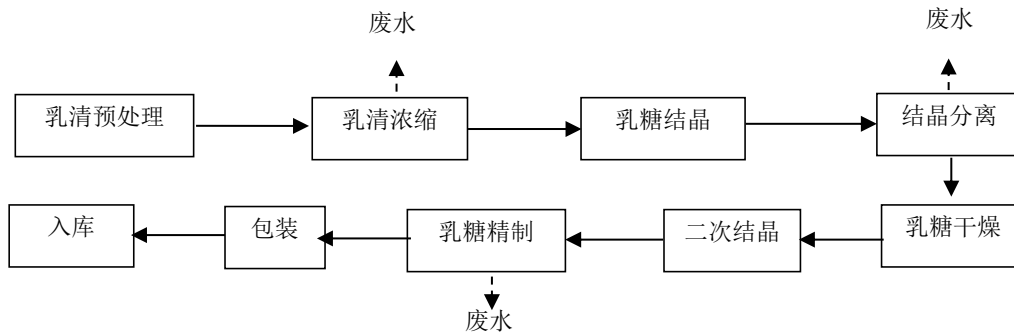 废水
废水
乳清预处理
乳清浓缩
乳糖结晶
结晶分离
入库
包装
乳糖精制
二次结晶
乳糖干燥
废水